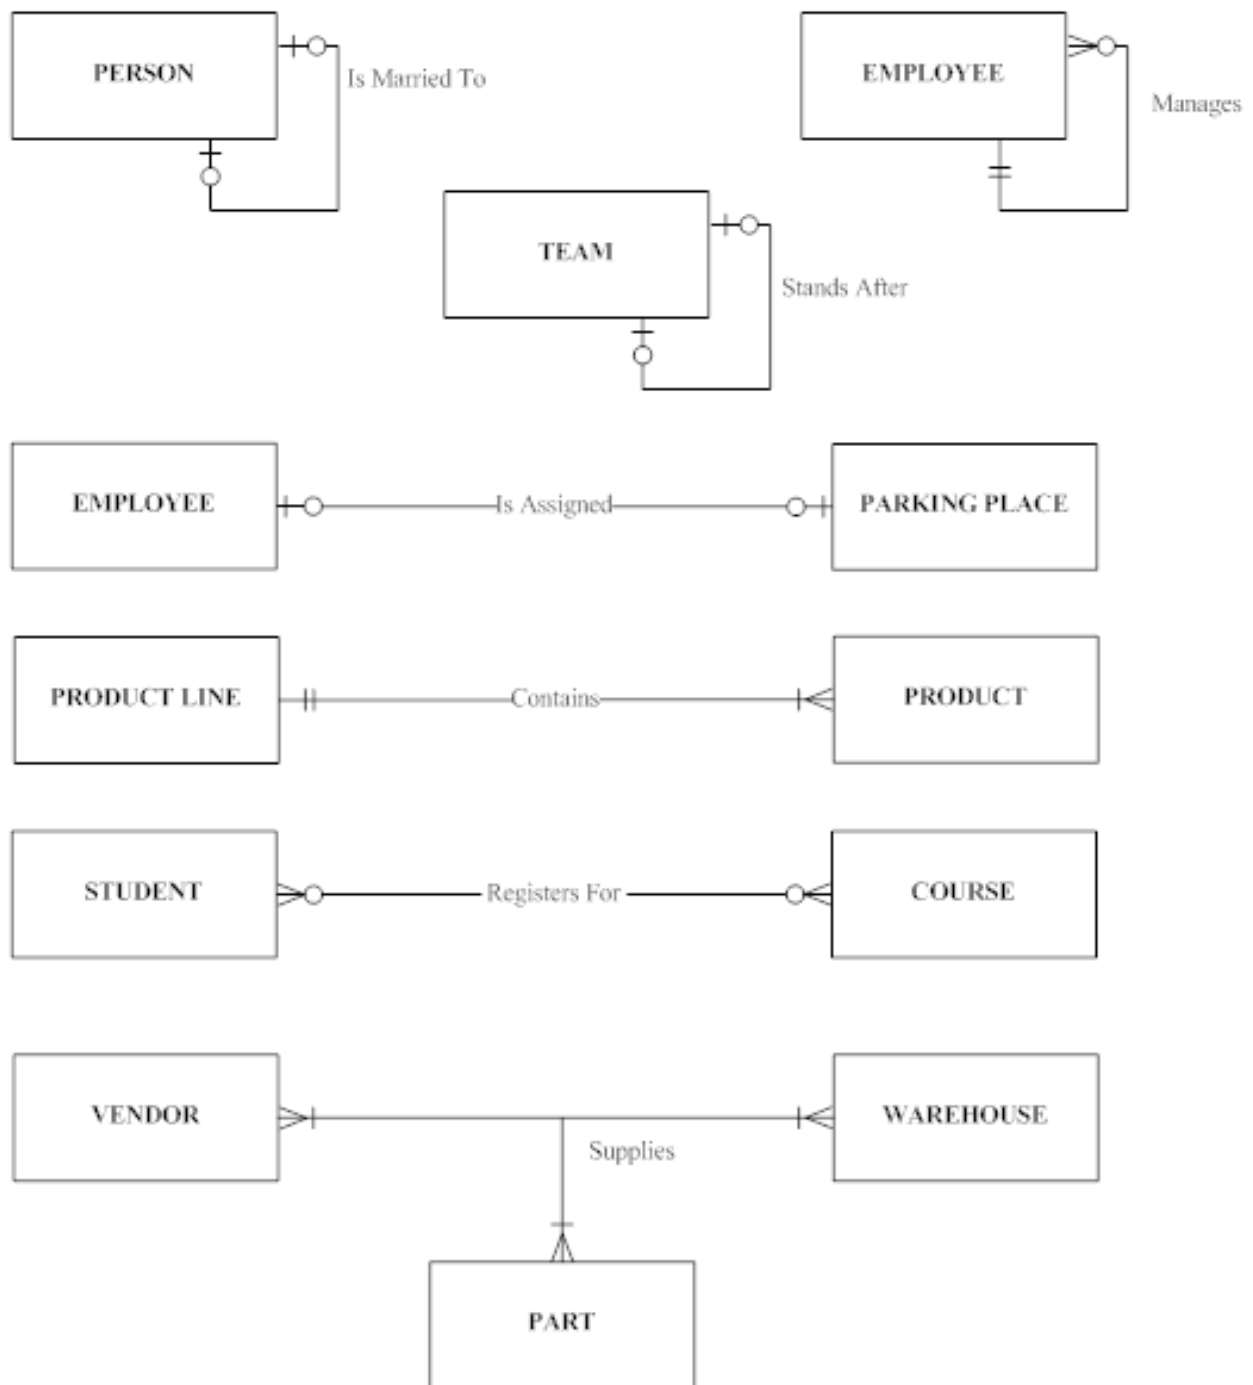 PERSON
Is Married To
EMPLOYEE
Manages
TEAM
Stands After
EMPLOYEE
Is Assigned
PARKING PLACE
PRODUCT LINE
Contains
PRODUCT
STUDENT
Registers For
COURSE
VENDOR
WAREHOUSE
Supplies
PART